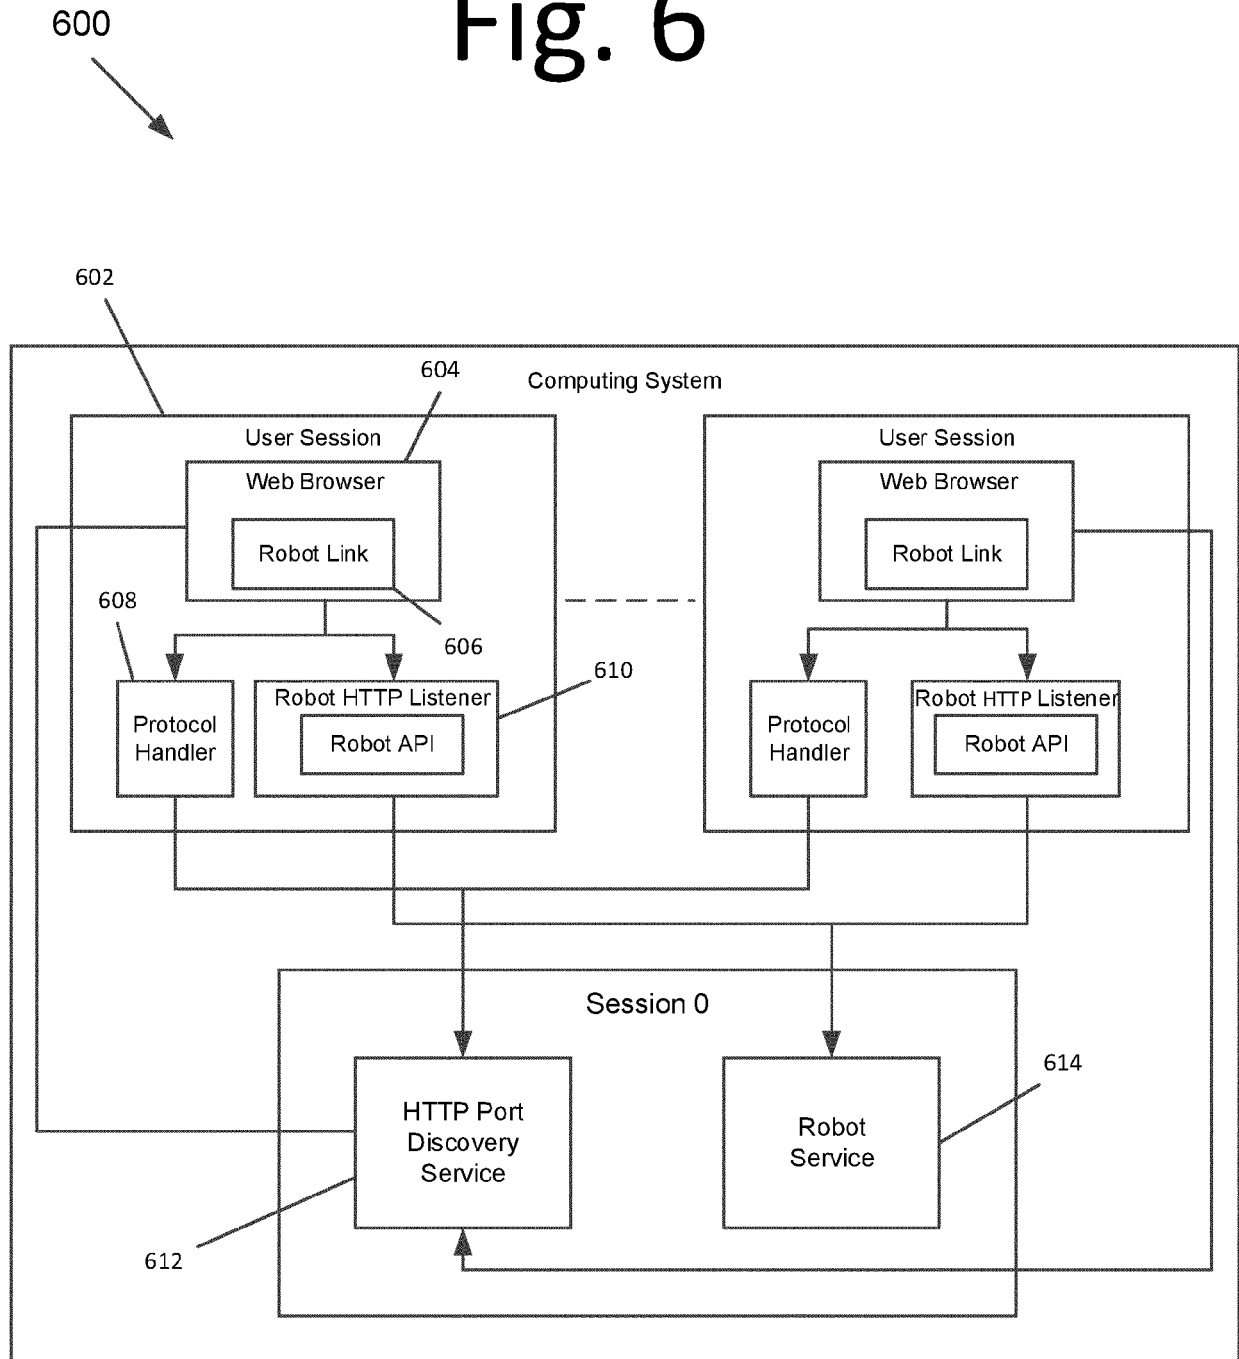 Fig. 6
600
602
Computing System
604
User Session
Web Browser
Robot Link
606
608
Protocol
Handler
Robot HTTP Listener
Robot API
610
User Session
Web Browser
Robot Link
Protocol
Handler
Robot HTTP Listener
Robot API
Session 0
HTTP Port
Discovery
Service
612
Robot
Service
614